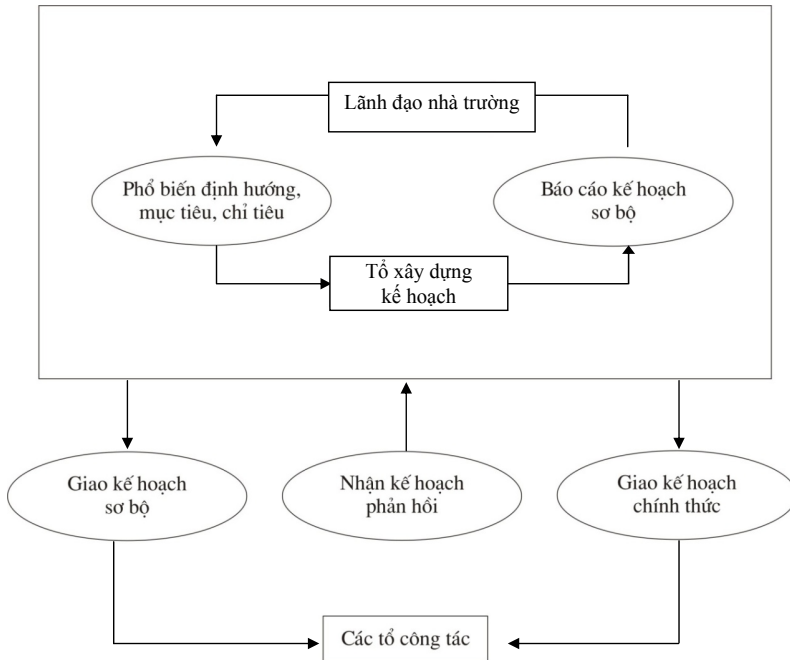 Lãnh đạo nhà trường
Phổ biến định hướng,
mục tiêu, chỉ tiêu
Báo cáo kế hoạch
sơ bộ
Tổ xây dựng
kế hoạch
Giao kế hoạch
sơ bộ
Nhận kế hoạch
phản hồi
Giao kế hoạch
chính thức
Các tổ công tác